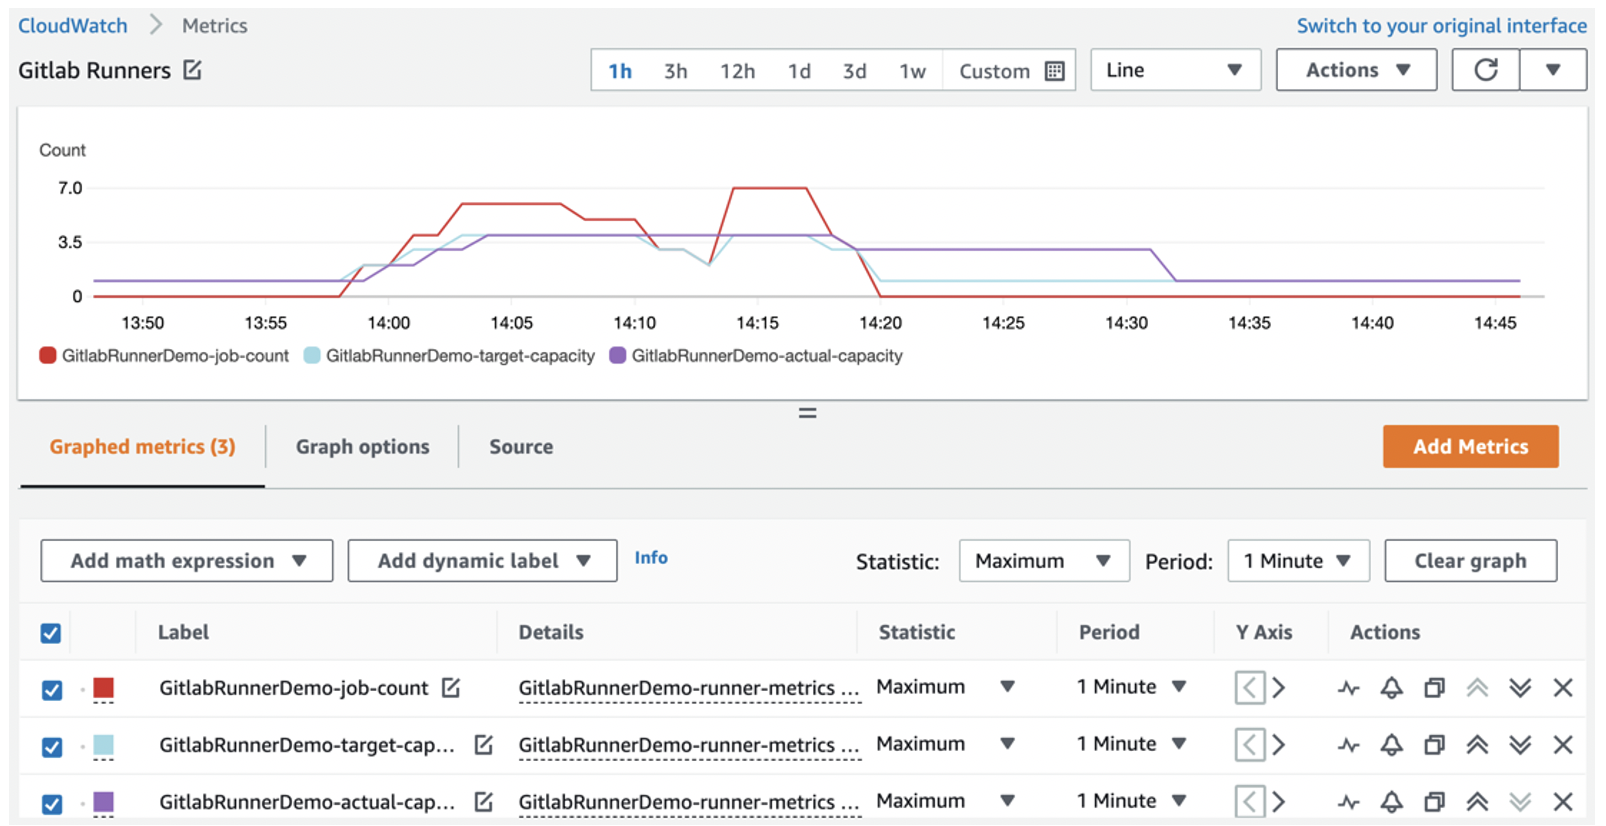 CloudWatch Metrics Switch to your original interface
Gitlab Runners 1h 3h 12h 1d 3d 1w Custom Line Actions
Count
7.0
3.5
0
13:50 13:55 14:00 14:05 14:10 14:15 14:20 14:25 14:30 14:35 14:40 14:45
GitlabRunnerDemo-job-count GitlabRunnerDemo-target-capacity GitlabRunnerDemo-actual-capacity
Graphed metrics (3) Graph options Source Add Metrics
Add math expression Add dynamic label Info Statistic: Maximum Period: 1 Minute Clear graph
Label Details Statistic Period Y Axis Actions
GitlabRunnerDemo-job-count GitlabRunnerDemo-runner-metrics ... Maximum 1 Minute
GitlabRunnerDemo-target-cap... GitlabRunnerDemo-runner-metrics ... Maximum 1 Minute
GitlabRunnerDemo-actual-cap... GitlabRunnerDemo-runner-metrics ... Maximum 1 Minute